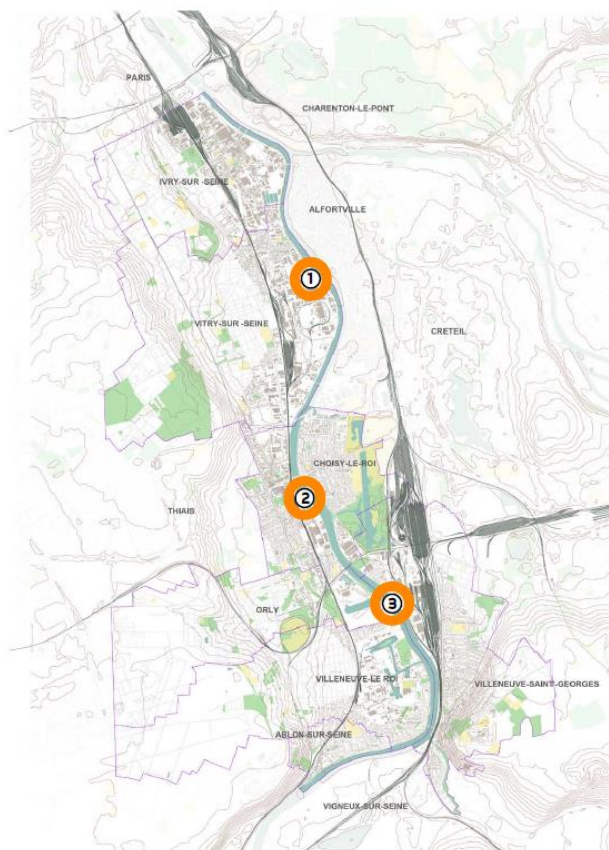 PARIS
CHARENTON-LE-PONT
IVRY-SUR -SEINE
ALFORTVILLE
1
VITRY-SUR -SEINE
CRETEIL
CHOISY-LE-ROI
2
THIAIS
3
ORLY
VILLENEUVE-LE ROI
VILLENEUVE-SAINT-GEORGES
ABLON-SUR-SEINE
VIGNEUX-SUR-SEINE